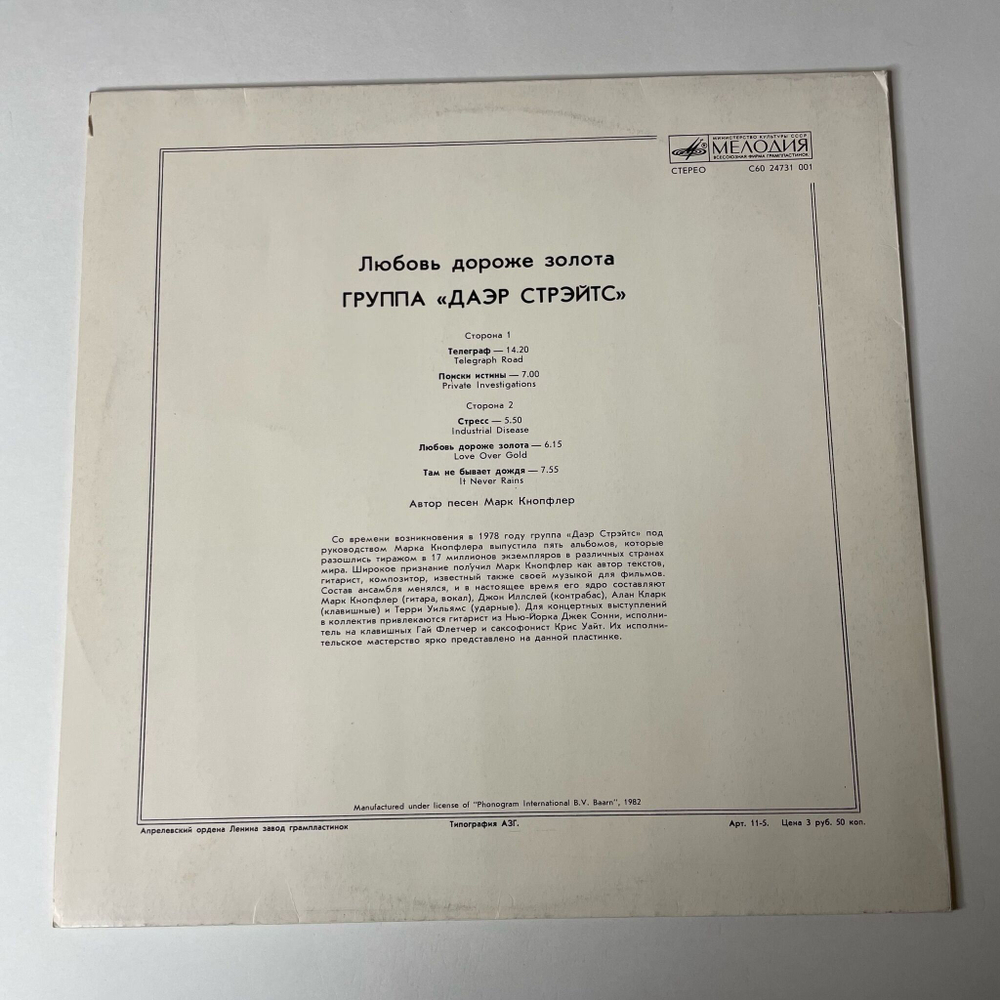 МИНИСТЕРСТВО КУЛЬТУРЫ СССР
МЕЛОДИЯ
ВСЕСОЮЗНАЯ ФИРМА ГРАМПЛАСТИНОК
СТЕРЕО С60 24731 001
Любовь дороже золота
ГРУППА «ДАЭР СТРЭЙТС»
Сторона 1
Телеграф — 14.20
Telegraph Road
Поиски истины — 7.00
Private Investigations
Сторона 2
Стресс — 5.50
Industrial Disease
Любовь дороже золота — 6.15
Love Over Gold
Там не бывает дождя — 7.55
It Never Rains
Автор песен Марк Кнопфлер
Со времени возникновения в 1978 году группа «Даэр Стрэйтс» под
руководством Марка Кнопфлера выпустила пять альбомов, которые
разошлись тиражом в 17 миллионов экземпляров в различных странах
мира. Широкое признание получил Марк Кнопфлер как автор текстов,
гитарист, композитор, известный также своей музыкой для фильмов.
Состав ансамбля менялся, и в настоящее время его ядро составляют
Марк Кнопфлер (гитара, вокал), Джон Иллслей (контрабас), Алан Кларк
(клавишные) и Терри Уильямс (ударные). Для концертных выступлений
в коллектив привлекаются гитарист из Нью-Йорка Джек Сонни, исполни-
тель на клавишных Гай Флетчер и саксофонист Крис Уайт. Их исполни-
тельское мастерство ярко представлено на данной пластинке.
Manufactured under license of "Phonogram International B.V. Baarn", 1982
Апрелевский ордена Ленина завод грампластинок Типография АЗГ. Арт. 11-5. Цена 3 руб. 50 коп.